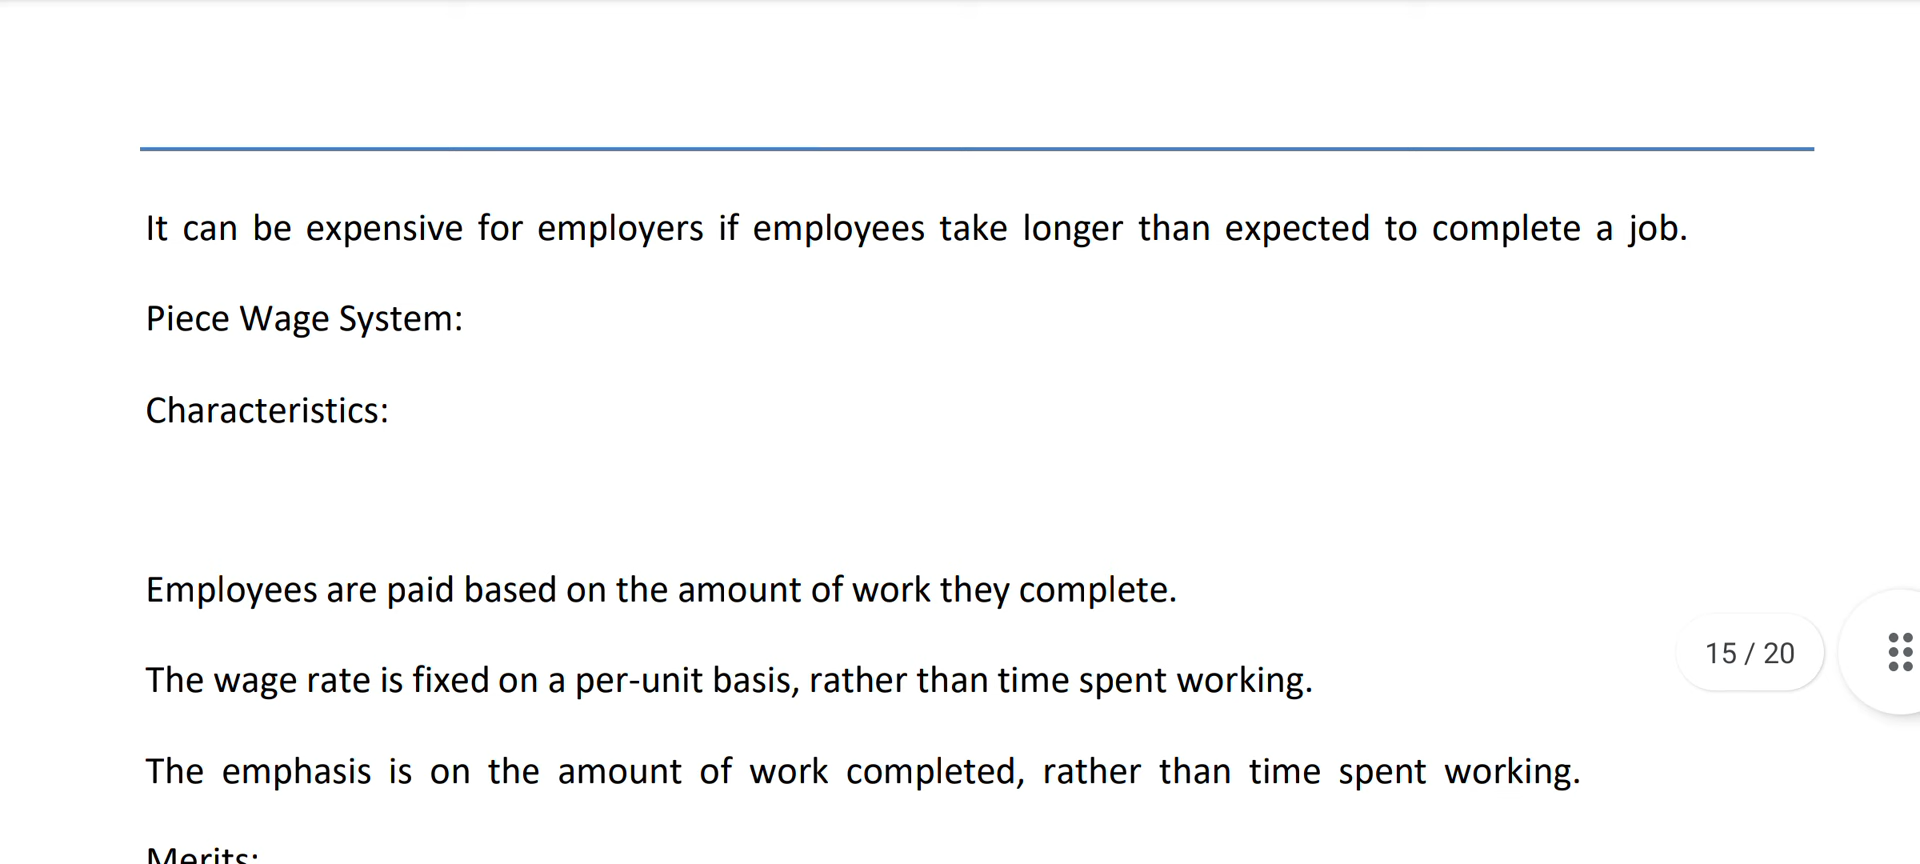 It can be expensive for employers if employees take longer than expected to complete a job.
Piece Wage System:
Characteristics:
Employees are paid based on the amount of work they complete.
The wage rate is fixed on a per-unit basis, rather than time spent working.
15 / 20
The emphasis is on the amount of work completed, rather than time spent working.
Merits: